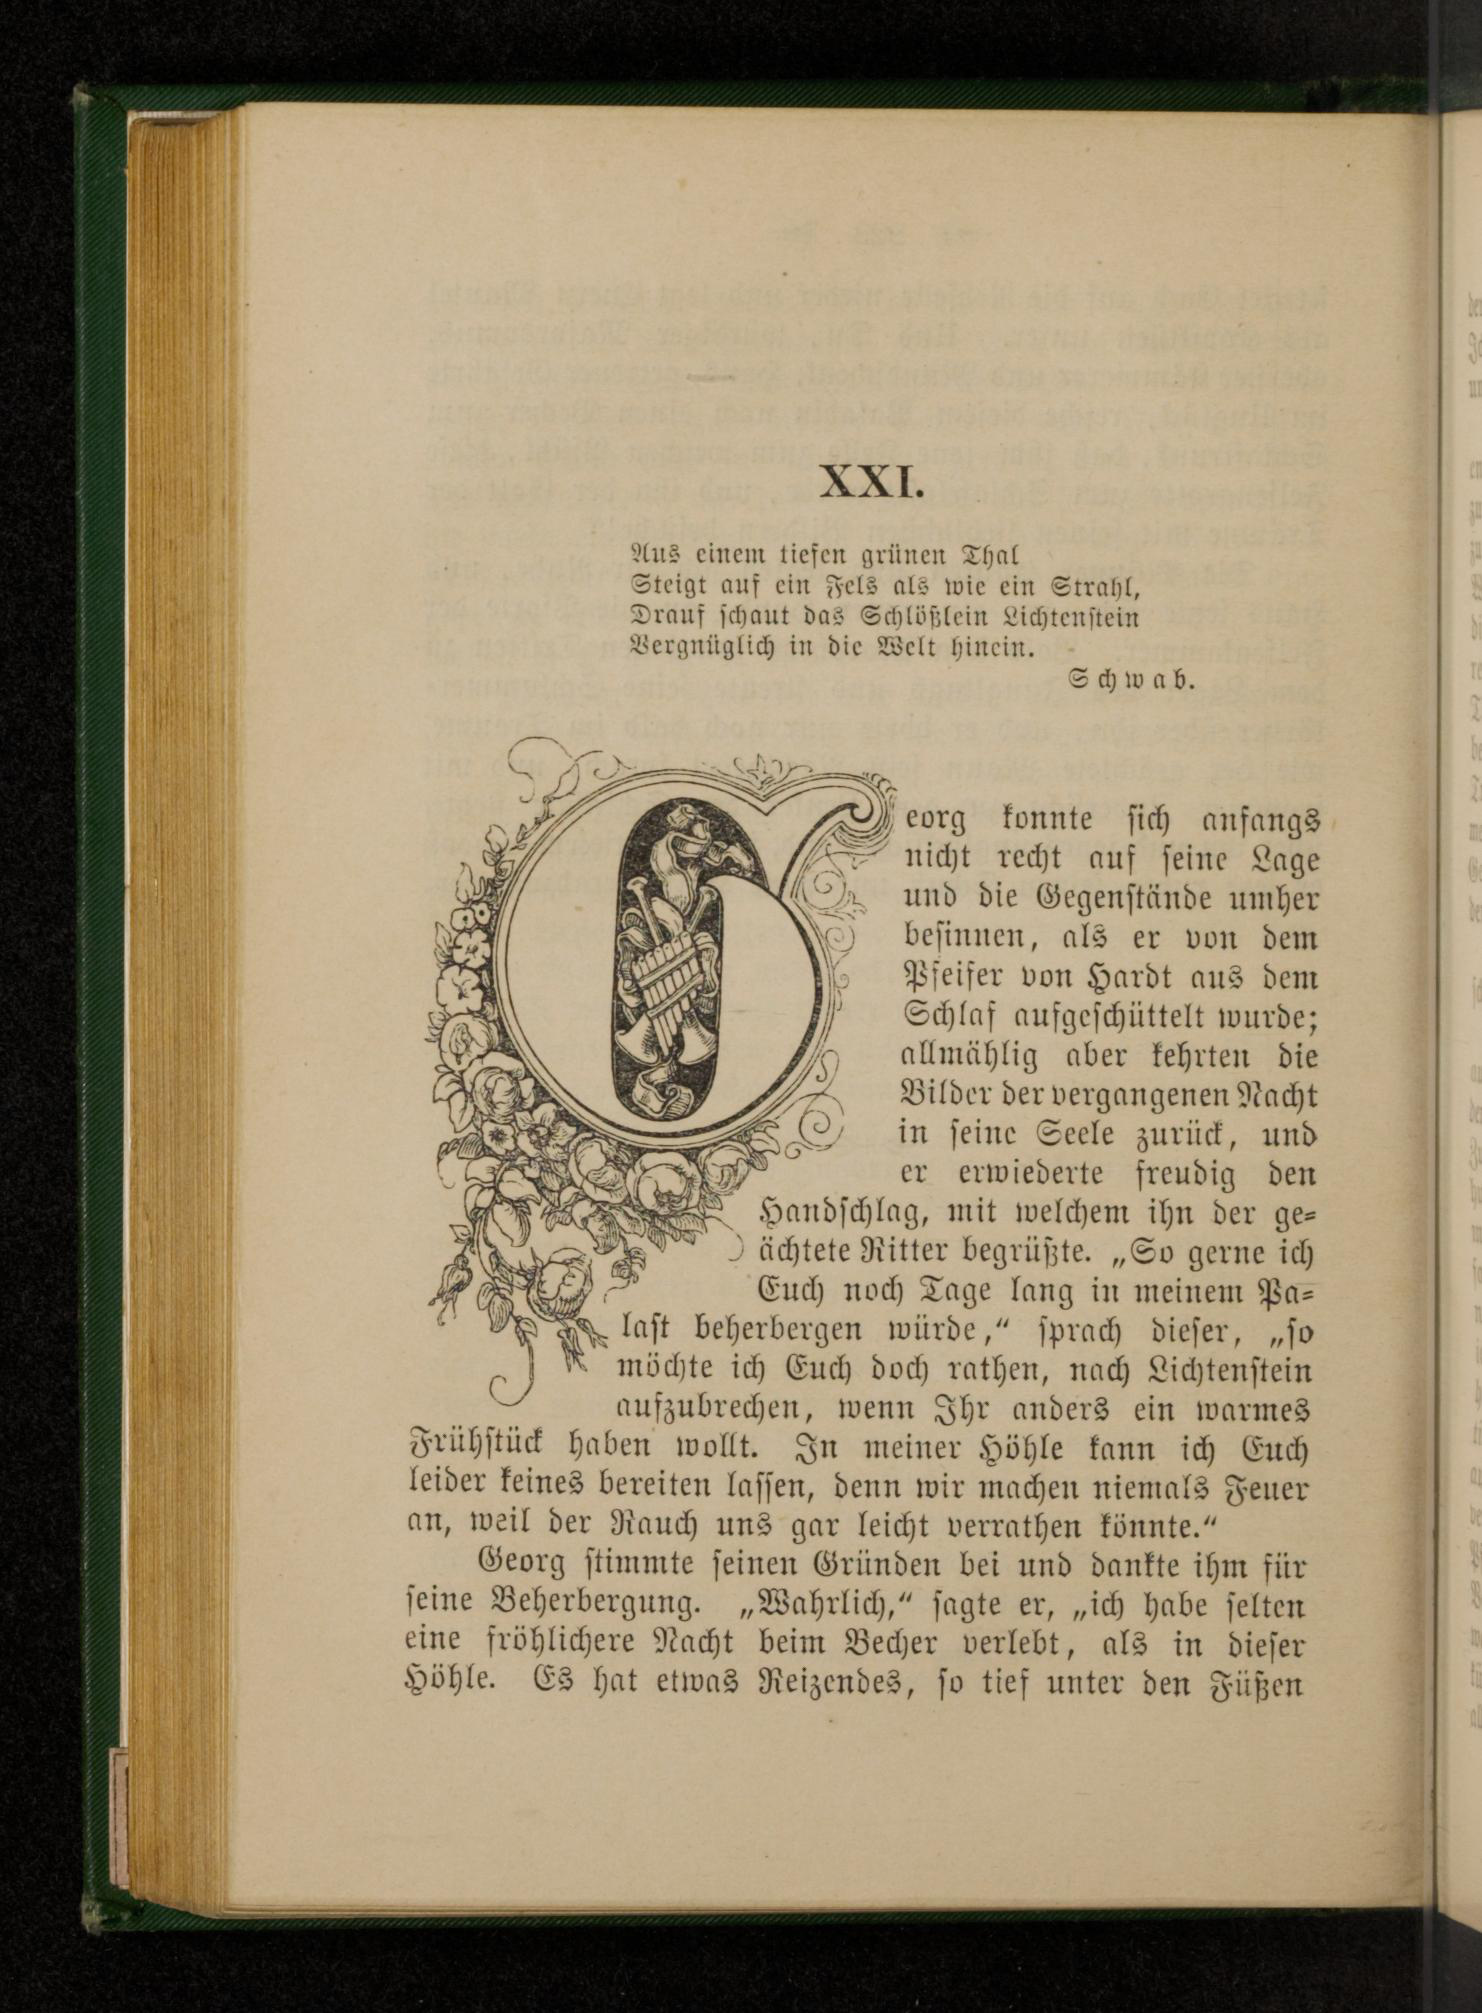 XXI.
Aus einem tiefen grünen Thal
Steigt auf ein Fels als wie ein Strahl,
Drauf schaut das Schlößlein Lichtenstein
Vergnüglich in die Welt hinein.
Schwab.
Georg konnte sich anfangs
nicht recht auf seine Lage
und die Gegenstände umher
besinnen, als er von dem
Pfeifer von Hardt aus dem
Schlaf aufgeschüttelt wurde;
allmählig aber kehrten die
Bilder der vergangenen Nacht
in seine Seele zurück, und
er erwiederte freudig den
Handschlag, mit welchem ihn der ge-
ächtete Ritter begrüßte. „So gerne ich
Euch noch Tage lang in meinem Pa-
last beherbergen würde,“ sprach dieser, „so
möchte ich Euch doch rathen, nach Lichtenstein
aufzubrechen, wenn Ihr anders ein warmes
Frühstück haben wollt. In meiner Höhle kann ich Euch
leider keines bereiten lassen, denn wir machen niemals Feuer
an, weil der Rauch uns gar leicht verrathen könnte.“
Georg stimmte seinen Gründen bei und dankte ihm für
seine Beherbergung. „Wahrlich,“ sagte er, „ich habe selten
eine fröhlichere Nacht beim Becher verlebt, als in dieser
Höhle. Es hat etwas Reizendes, so tief unter den Füßen